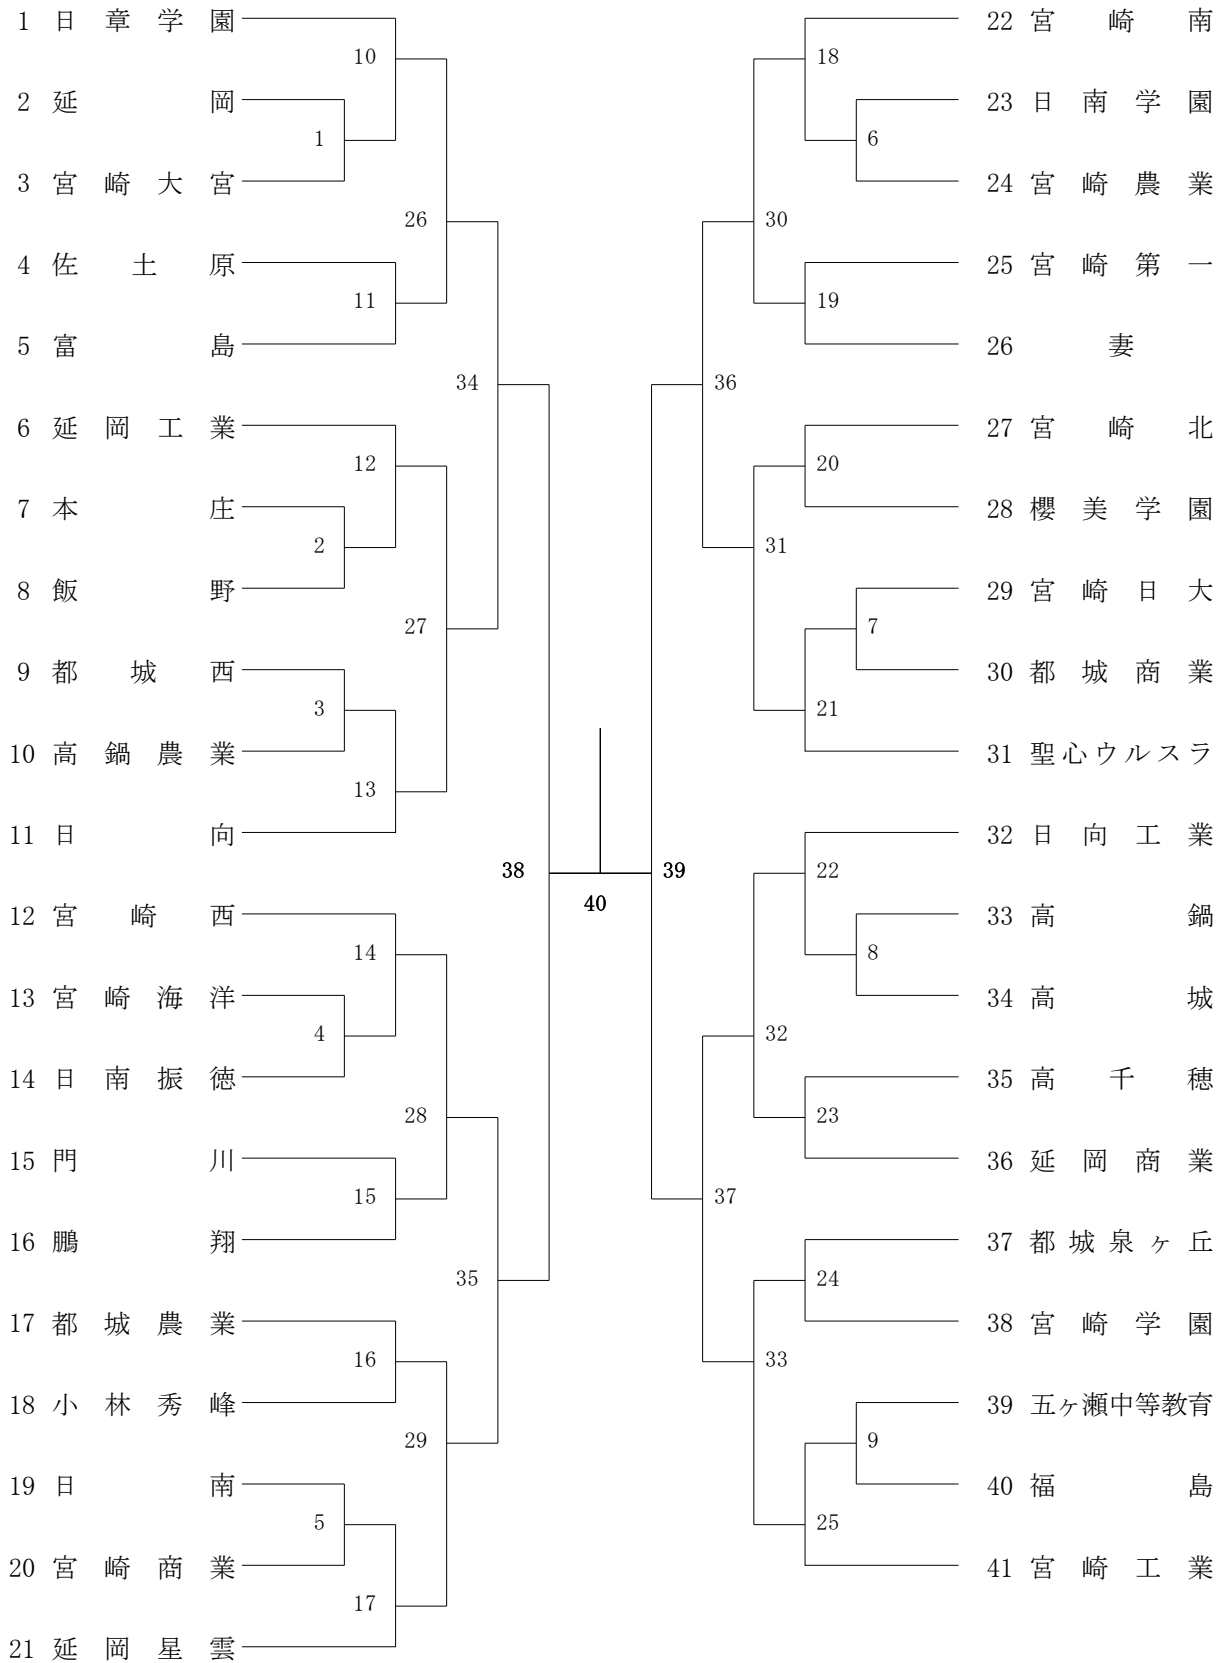 1 日章学園
10
2 延岡
1
3 宮崎大宮
26
4 佐土原
11
5 富島
34
6 延岡工業
12
7 本庄
2
8 飯野
27
9 都城西
3
10 高鍋農業
13
11 日向
38
12 宮崎西
14
13 宮崎海洋
4
14 日南振徳
28
15 門川
15
16 鵬翔
35
17 都城農業
16
18 小林秀峰
29
19 日南
5
20 宮崎商業
17
21 延岡星雲
40
22 宮崎南
18
23 日南学園
6
24 宮崎農業
30
25 宮崎第一
19
26 妻
36
27 宮崎北
20
28 櫻美学園
31
29 宮崎日大
7
30 都城商業
21
31 聖心ウルスラ
32 日向工業
39
22
33 高鍋
8
34 高城
32
35 高千穂
23
36 延岡商業
37
37 都城泉ヶ丘
24
38 宮崎学園
33
39 五ヶ瀬中等教育
9
40 福島
25
41 宮崎工業